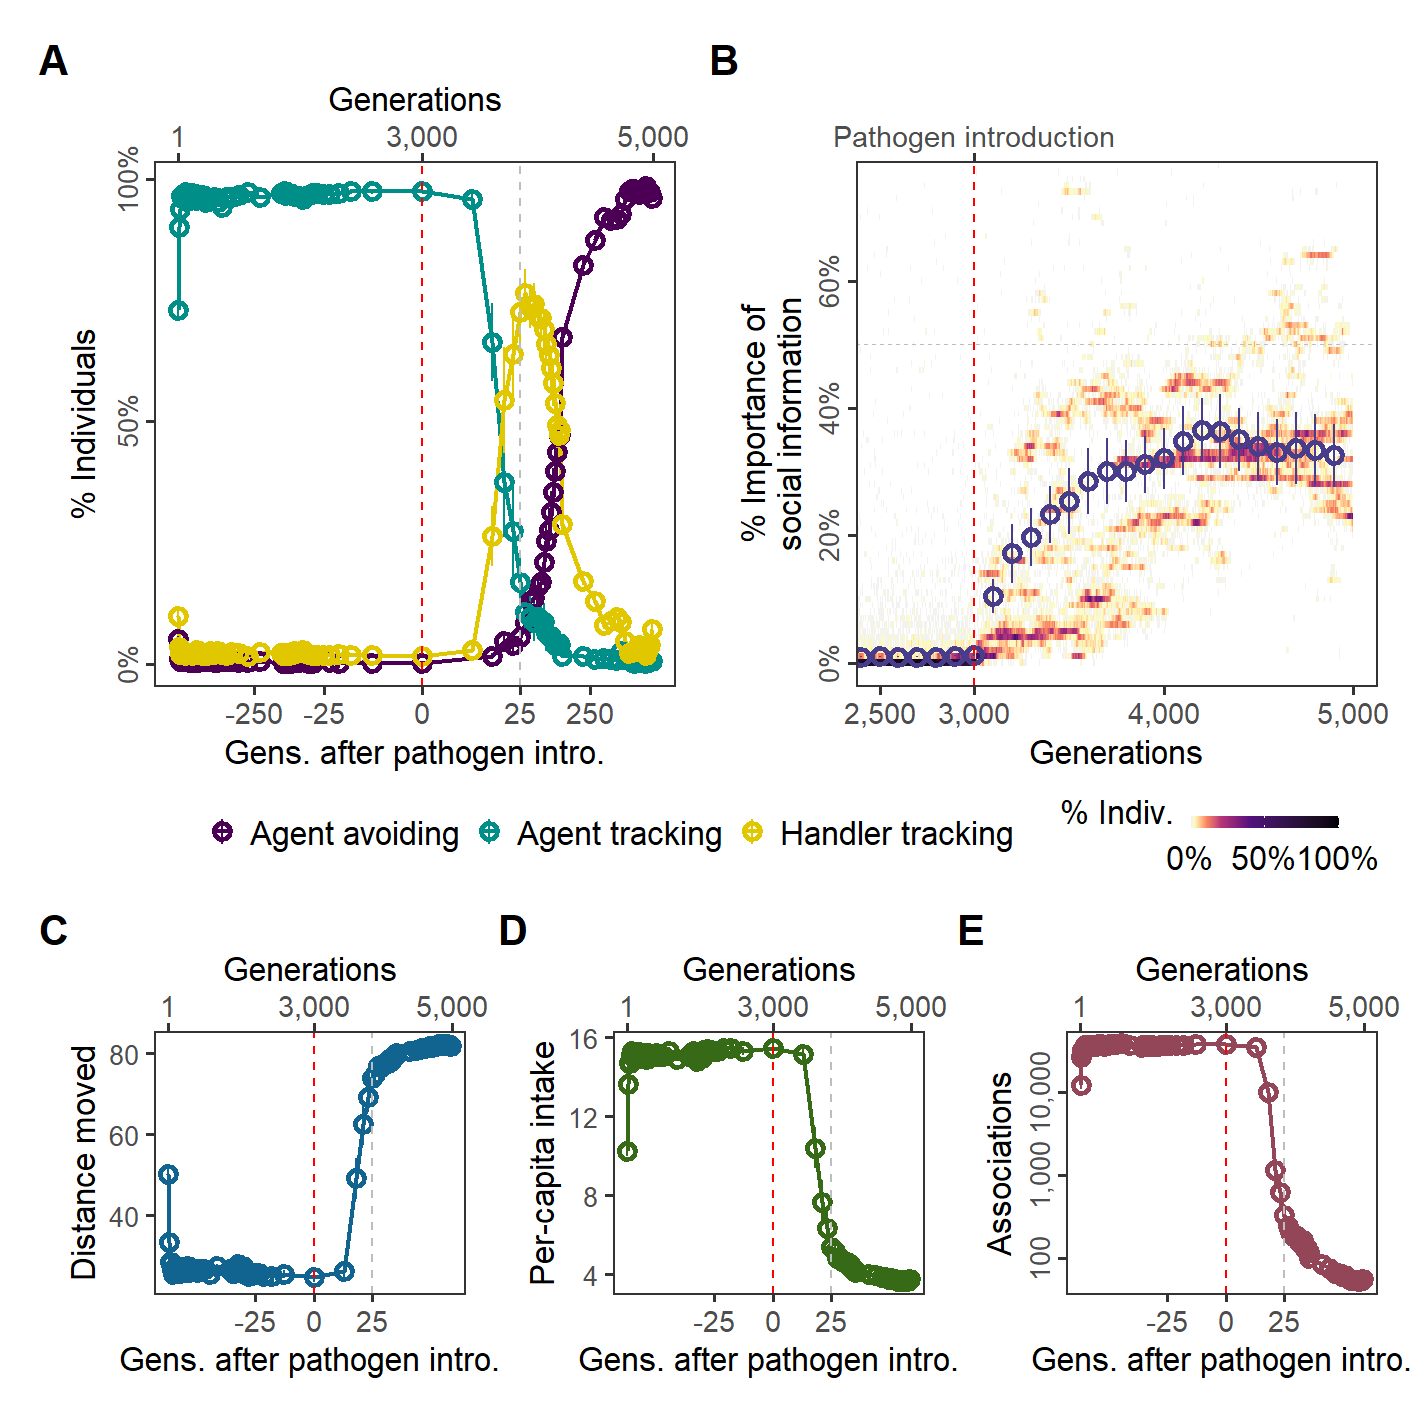 A
Generations
1 3,000 5,000
% Individuals
100%
50%
0%
-250 -25 0 25 250
Gens. after pathogen intro.
B
Pathogen introduction
% Importance of
social information
60%
40%
20%
0%
2,500 3,000 4,000 5,000
Generations
Agent avoiding Agent tracking Handler tracking
% Indiv.
0% 50% 100%
C
Generations
1 3,000 5,000
Distance moved
80
60
40
-25 0 25
Gens. after pathogen intro.
D
Generations
1 3,000 5,000
Per-capita intake
16
12
8
4
-25 0 25
Gens. after pathogen intro.
E
Generations
1 3,000 5,000
Associations
10,000
1,000
100
-25 0 25
Gens. after pathogen intro.